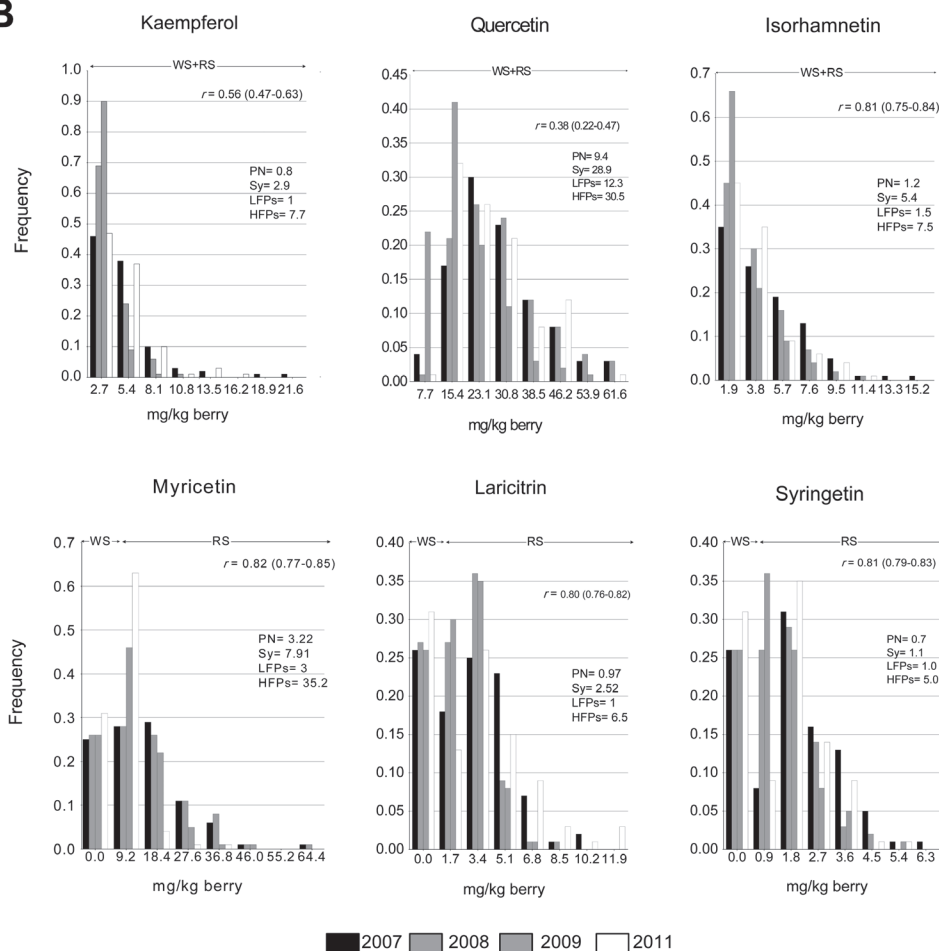 B
Kaempferol
WS+RS
r = 0.56 (0.47-0.63)
PN= 0.8
Sy= 2.9
LFPs= 1
HFPs= 7.7
Frequency
1.0
0.9
0.8
0.7
0.6
0.5
0.4
0.3
0.2
0.1
0.0
2.7 5.4 8.1 10.8 13.5 16.2 18.9 21.6
mg/kg berry
Quercetin
WS+RS
r = 0.38 (0.22-0.47)
PN= 9.4
Sy= 28.9
LFPs= 12.3
HFPs= 30.5
0.45
0.40
0.35
0.30
0.25
0.20
0.15
0.10
0.05
0.00
7.7 15.4 23.1 30.8 38.5 46.2 53.9 61.6
mg/kg berry
Isorhamnetin
WS+RS
r = 0.81 (0.75-0.84)
PN= 1.2
Sy= 5.4
LFPs= 1.5
HFPs= 7.5
0.7
0.6
0.5
0.4
0.3
0.2
0.1
0.0
1.9 3.8 5.7 7.6 9.5 11.4 13.3 15.2
mg/kg berry
Myricetin
WS RS
r = 0.82 (0.77-0.85)
PN= 3.22
Sy= 7.91
LFPs= 3
HFPs= 35.2
Frequency
0.7
0.6
0.5
0.4
0.3
0.2
0.1
0.0
0.0 9.2 18.4 27.6 36.8 46.0 55.2 64.4
mg/kg berry
Laricitrin
WS RS
r = 0.80 (0.76-0.82)
PN= 0.97
Sy= 2.52
LFPs= 1
HFPs= 6.5
0.40
0.35
0.30
0.25
0.20
0.15
0.10
0.05
0.00
0.0 1.7 3.4 5.1 6.8 8.5 10.2 11.9
mg/kg berry
Syringetin
WS RS
r = 0.81 (0.79-0.83)
PN= 0.7
Sy= 1.1
LFPs= 1.0
HFPs= 5.0
0.40
0.35
0.30
0.25
0.20
0.15
0.10
0.05
0.00
0.0 0.9 1.8 2.7 3.6 4.5 5.4 6.3
mg/kg berry
2007 2008 2009 2011